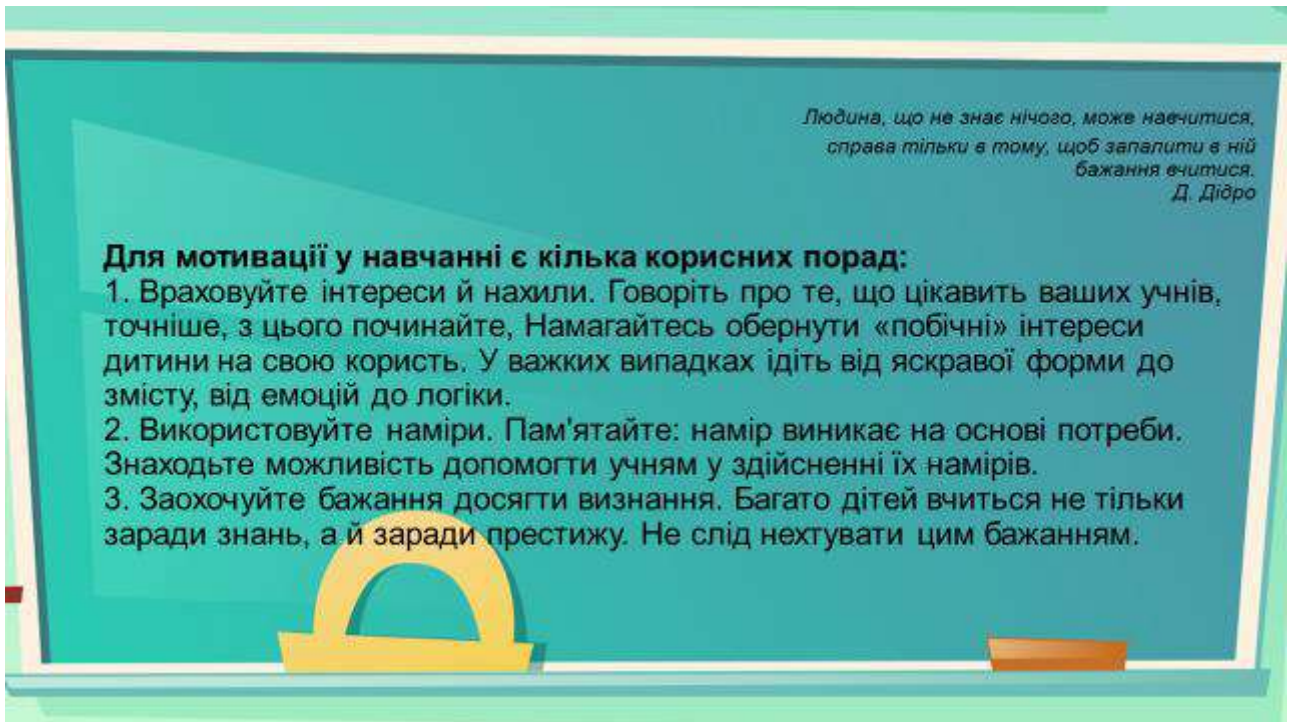 Людина, що не знає нічого, може навчитися,
справа тільки в тому, щоб запалити в ній
бажання вчитися.
Д. Дідро
Для мотивації у навчанні є кілька корисних порад:
1. Враховуйте інтереси й нахили. Говоріть про те, що цікавить ваших учнів,
точніше, з цього починайте, Намагайтесь обернути «побічні» інтереси
дитини на свою користь. У важких випадках ідіть від яскравої форми до
змісту, від емоцій до логіки.
2. Використовуйте наміри. Пам'ятайте: намір виникає на основі потреби.
Знаходьте можливість допомогти учням у здійсненні їх намірів.
3. Заохочуйте бажання досягти визнання. Багато дітей вчиться не тільки
заради знань, а й заради престижу. Не слід нехтувати цим бажанням.